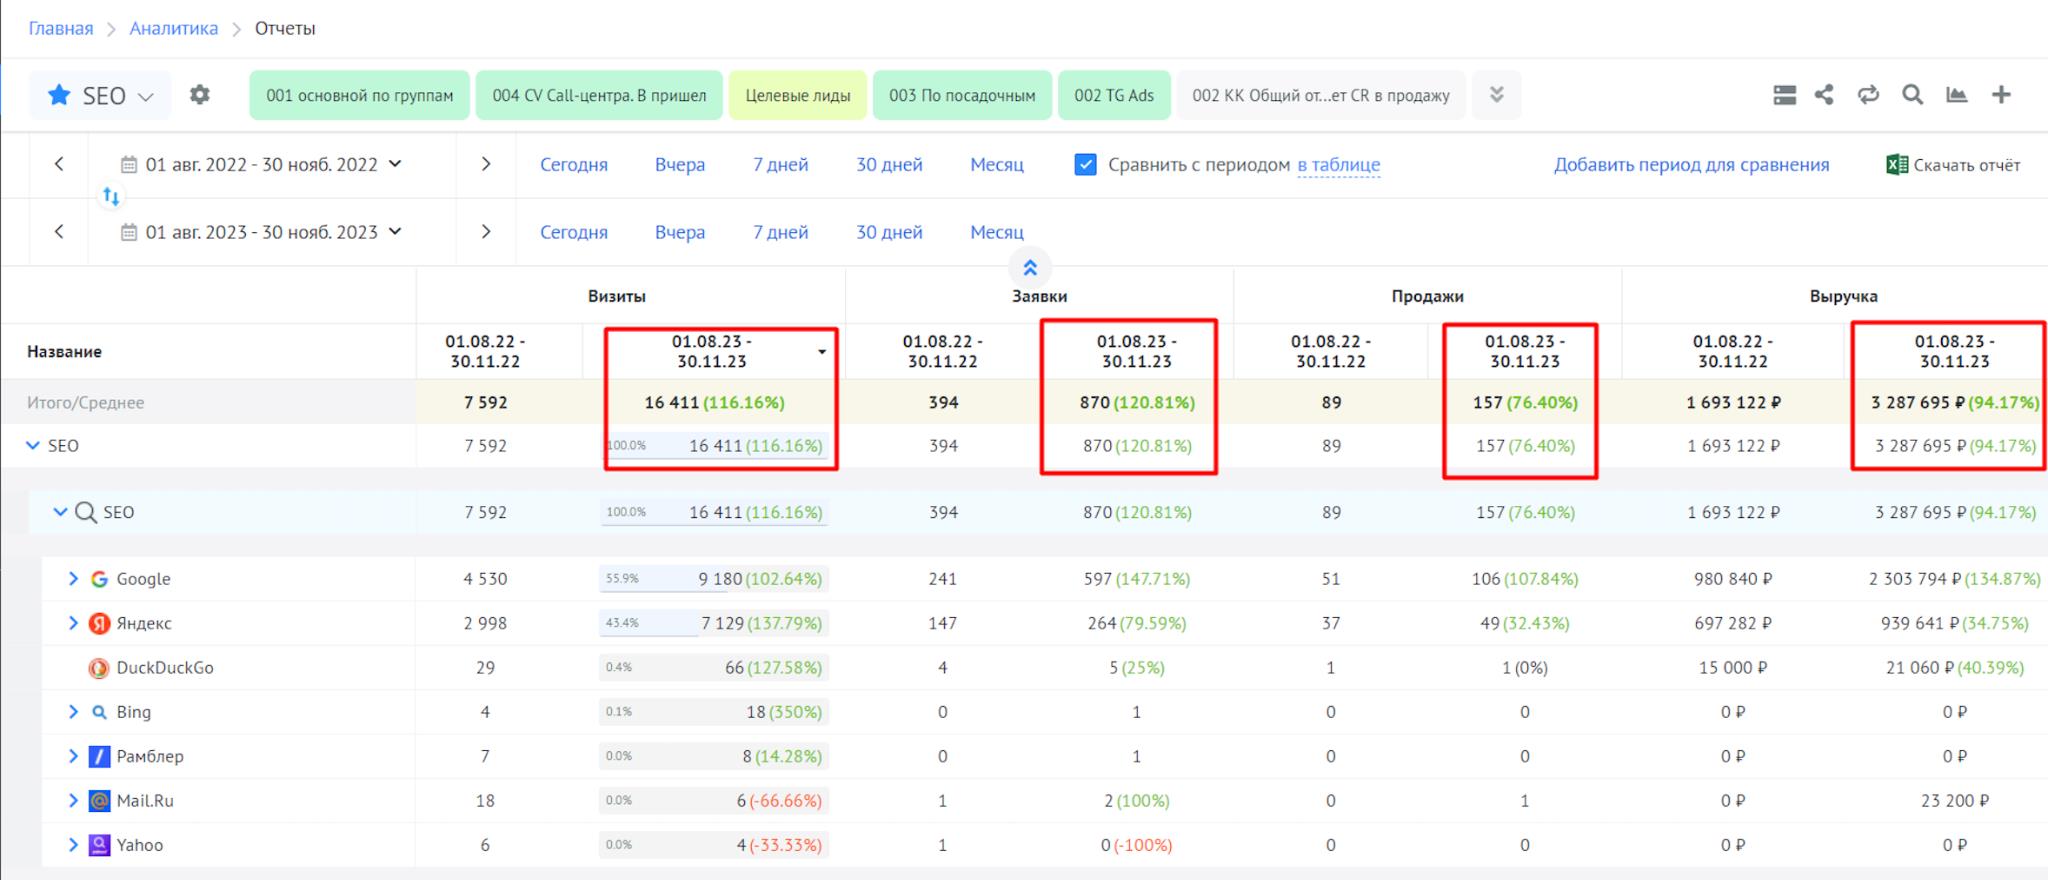 Главная Аналитика Отчеты
SEO 001 основной по группам 004 CV Call-центра. В пришел Целевые лиды 003 По посадочным 002 TG Ads 002 КК Общий от...ет CR в продажу
01 авг. 2022 - 30 нояб. 2022 Сегодня Вчера 7 дней 30 дней Месяц Сравнить с периодом в таблице Добавить период для сравнения Скачать отчёт
01 авг. 2023 - 30 нояб. 2023 Сегодня Вчера 7 дней 30 дней Месяц
Визиты Заявки Продажи Выручка
Название 01.08.22 - 30.11.22 01.08.23 - 30.11.23 01.08.22 - 30.11.22 01.08.23 - 30.11.23 01.08.22 - 30.11.22 01.08.23 - 30.11.23 01.08.22 - 30.11.22 01.08.23 - 30.11.23
Итого/Среднее 7 592 16 411 (116.16%) 394 870 (120.81%) 89 157 (76.40%) 1 693 122 ₽ 3 287 695 ₽ (94.17%)
SEO 7 592 100.0% 16 411 (116.16%) 394 870 (120.81%) 89 157 (76.40%) 1 693 122 ₽ 3 287 695 ₽ (94.17%)
SEO 7 592 100.0% 16 411 (116.16%) 394 870 (120.81%) 89 157 (76.40%) 1 693 122 ₽ 3 287 695 ₽ (94.17%)
Google 4 530 55.9% 9 180 (102.64%) 241 597 (147.71%) 51 106 (107.84%) 980 840 ₽ 2 303 794 ₽ (134.87%)
Яндекс 2 998 43.4% 7 129 (137.79%) 147 264 (79.59%) 37 49 (32.43%) 697 282 ₽ 939 641 ₽ (34.75%)
DuckDuckGo 29 0.4% 66 (127.58%) 4 5 (25%) 1 1 (0%) 15 000 ₽ 21 060 ₽ (40.39%)
Bing 4 0.1% 18 (350%) 0 1 0 0 0 ₽ 0 ₽
Рамблер 7 0.0% 8 (14.28%) 0 1 0 0 0 ₽ 0 ₽
Mail.Ru 18 0.0% 6 (-66.66%) 1 2 (100%) 0 1 0 ₽ 23 200 ₽
Yahoo 6 0.0% 4 (-33.33%) 1 0 (-100%) 0 0 0 ₽ 0 ₽